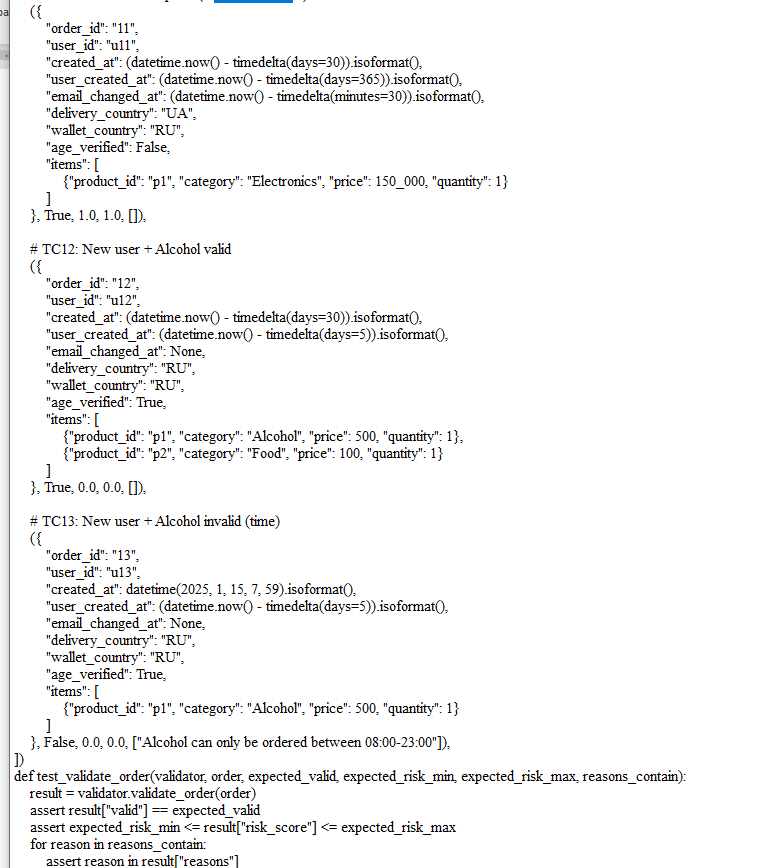 ({
"order_id": "11",
"user_id": "u11",
"created_at": (datetime.now() - timedelta(days=30)).isoformat(),
"user_created_at": (datetime.now() - timedelta(days=365)).isoformat(),
"email_changed_at": (datetime.now() - timedelta(minutes=30)).isoformat(),
"delivery_country": "UA",
"wallet_country": "RU",
"age_verified": False,
"items": [
{"product_id": "p1", "category": "Electronics", "price": 150_000, "quantity": 1}
]
}, True, 1.0, 1.0, []),
# TC12: New user + Alcohol valid
({
"order_id": "12",
"user_id": "u12",
"created_at": (datetime.now() - timedelta(days=30)).isoformat(),
"user_created_at": (datetime.now() - timedelta(days=5)).isoformat(),
"email_changed_at": None,
"delivery_country": "RU",
"wallet_country": "RU",
"age_verified": True,
"items": [
{"product_id": "p1", "category": "Alcohol", "price": 500, "quantity": 1},
{"product_id": "p2", "category": "Food", "price": 100, "quantity": 1}
]
}, True, 0.0, 0.0, []),
# TC13: New user + Alcohol invalid (time)
({
"order_id": "13",
"user_id": "u13",
"created_at": datetime(2025, 1, 15, 7, 59).isoformat(),
"user_created_at": (datetime.now() - timedelta(days=5)).isoformat(),
"email_changed_at": None,
"delivery_country": "RU",
"wallet_country": "RU",
"age_verified": True,
"items": [
{"product_id": "p1", "category": "Alcohol", "price": 500, "quantity": 1}
]
}, False, 0.0, 0.0, ["Alcohol can only be ordered between 08:00-23:00"]),
])
def test_validate_order(validator, order, expected_valid, expected_risk_min, expected_risk_max, reasons_contain):
result = validator.validate_order(order)
assert result["valid"] == expected_valid
assert expected_risk_min <= result["risk_score"] <= expected_risk_max
for reason in reasons_contain:
assert reason in result["reasons"]